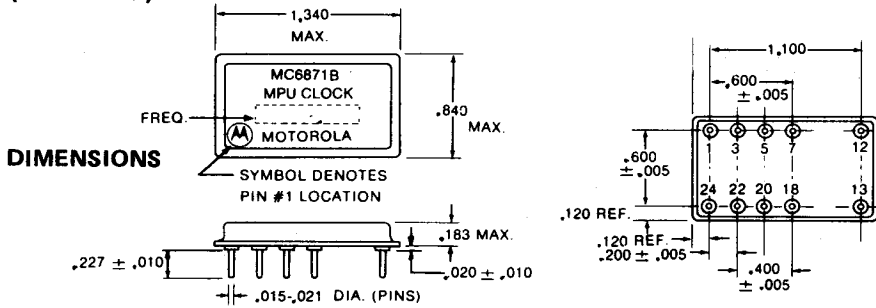 1.340
MAX.
MC6871B
MPU CLOCK
FREQ.
MOTOROLA
.840
MAX.
DIMENSIONS
SYMBOL DENOTES
PIN #1 LOCATION
.183 MAX.
.227 ± .010
.020 ± .010
.015-.021 DIA. (PINS)
1.100
.600
± .005
1 3 5 7 12
.600
± .005
24 22 20 18 13
.120 REF.
.120 REF.
.200 ± .005
.400
± .005